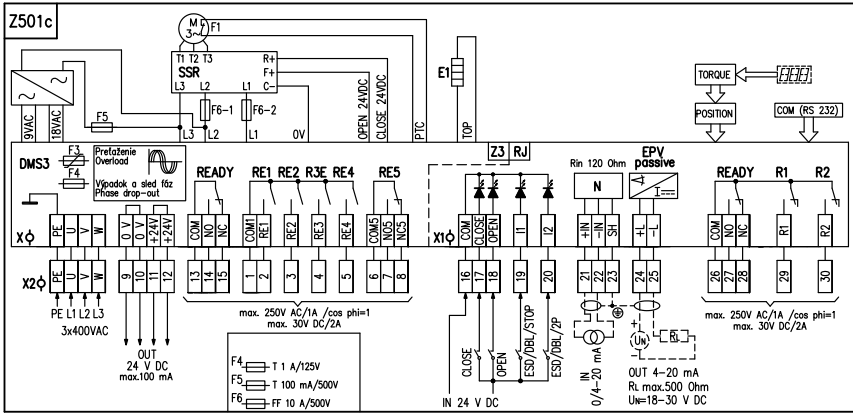 Z501c
M
3~
F1
T1 T2 T3
SSR
R+
F+
C-
L3 L2 L1
F6-1
F6-2
F5
9VAC
18VAC
L3 L2 L1 0V
OPEN 24VDC
CLOSE 24VDC
PTC
E1
TOP
TORQUE
POSITION
COM (RS 232)
DMS3
F3
F4
Preťaženie
Overload
Výpadok a sled fáz
Phase drop-out
READY
RE1 RE2 R3E RE4
RE5
Z3 RJ
Rin 120 Ohm
N
EPV
passive
I
READY
R1
R2
X
PE U V W
0 V 0 V +24V +24V
COM NO NC
COM1 RE1 RE2 RE3 RE4
COM5 NO5 NC5
X1
COM CLOSE OPEN I1 I2
+IN -IN SH
+L -L
COM NO NC R1 R2
X2
PE U V W
9 10 11 12
13 14 15
1 2 3 4 5 6 7 8
16 17 18 19 20
21 22 23 24 25
26 27 28 29 30
PE L1 L2 L3
3x400VAC
OUT
24 V DC
max.100 mA
max. 250V AC/1A /cos phi=1
max. 30V DC/2A
F4 T 1 A/125V
F5 T 100 mA/500V
F6 FF 10 A/500V
CLOSE
OPEN
ESD/DBL/STOP
ESD/DBL/2P
IN 24 V DC
IN
0/4-20 mA
+
UN
-
RL
OUT 4-20 mA
RL max.500 Ohm
UN=18-30 V DC
max. 250V AC/1A /cos phi=1
max. 30V DC/2A